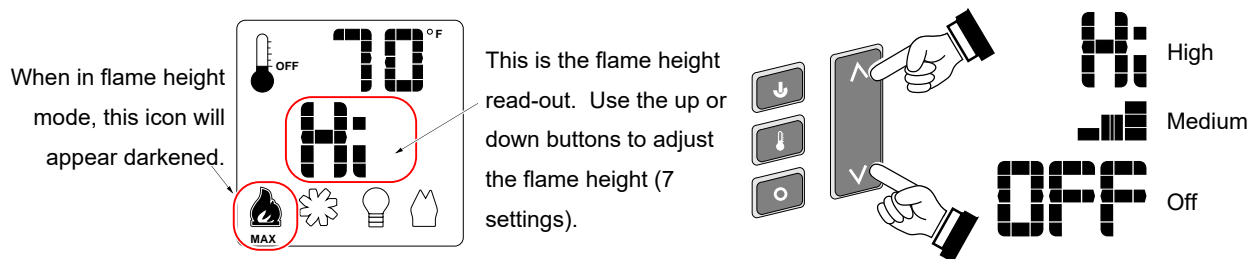 When in flame height
mode, this icon will
appear darkened.
OFF
70°F
Hi
MAX
This is the flame height
read-out. Use the up or
down buttons to adjust
the flame height (7
settings).
Hi High
Medium
OFF Off